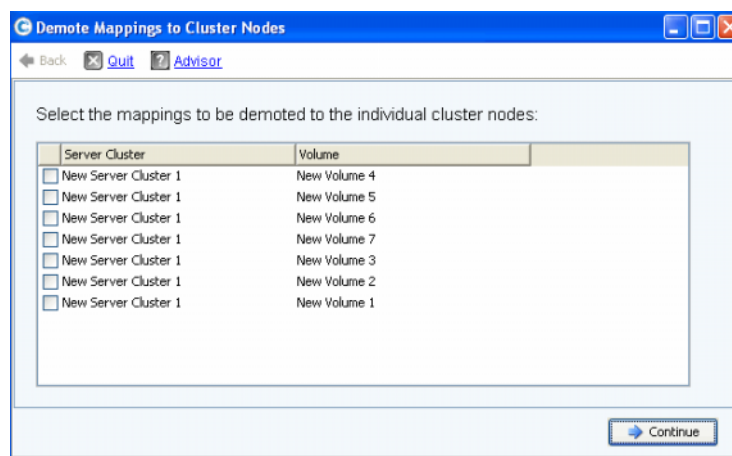 Demote Mappings to Cluster Nodes
Back Quit ? Advisor
Select the mappings to be demoted to the individual cluster nodes:
Server Cluster Volume
New Server Cluster 1 New Volume 4
New Server Cluster 1 New Volume 5
New Server Cluster 1 New Volume 6
New Server Cluster 1 New Volume 7
New Server Cluster 1 New Volume 3
New Server Cluster 1 New Volume 2
New Server Cluster 1 New Volume 1
Continue